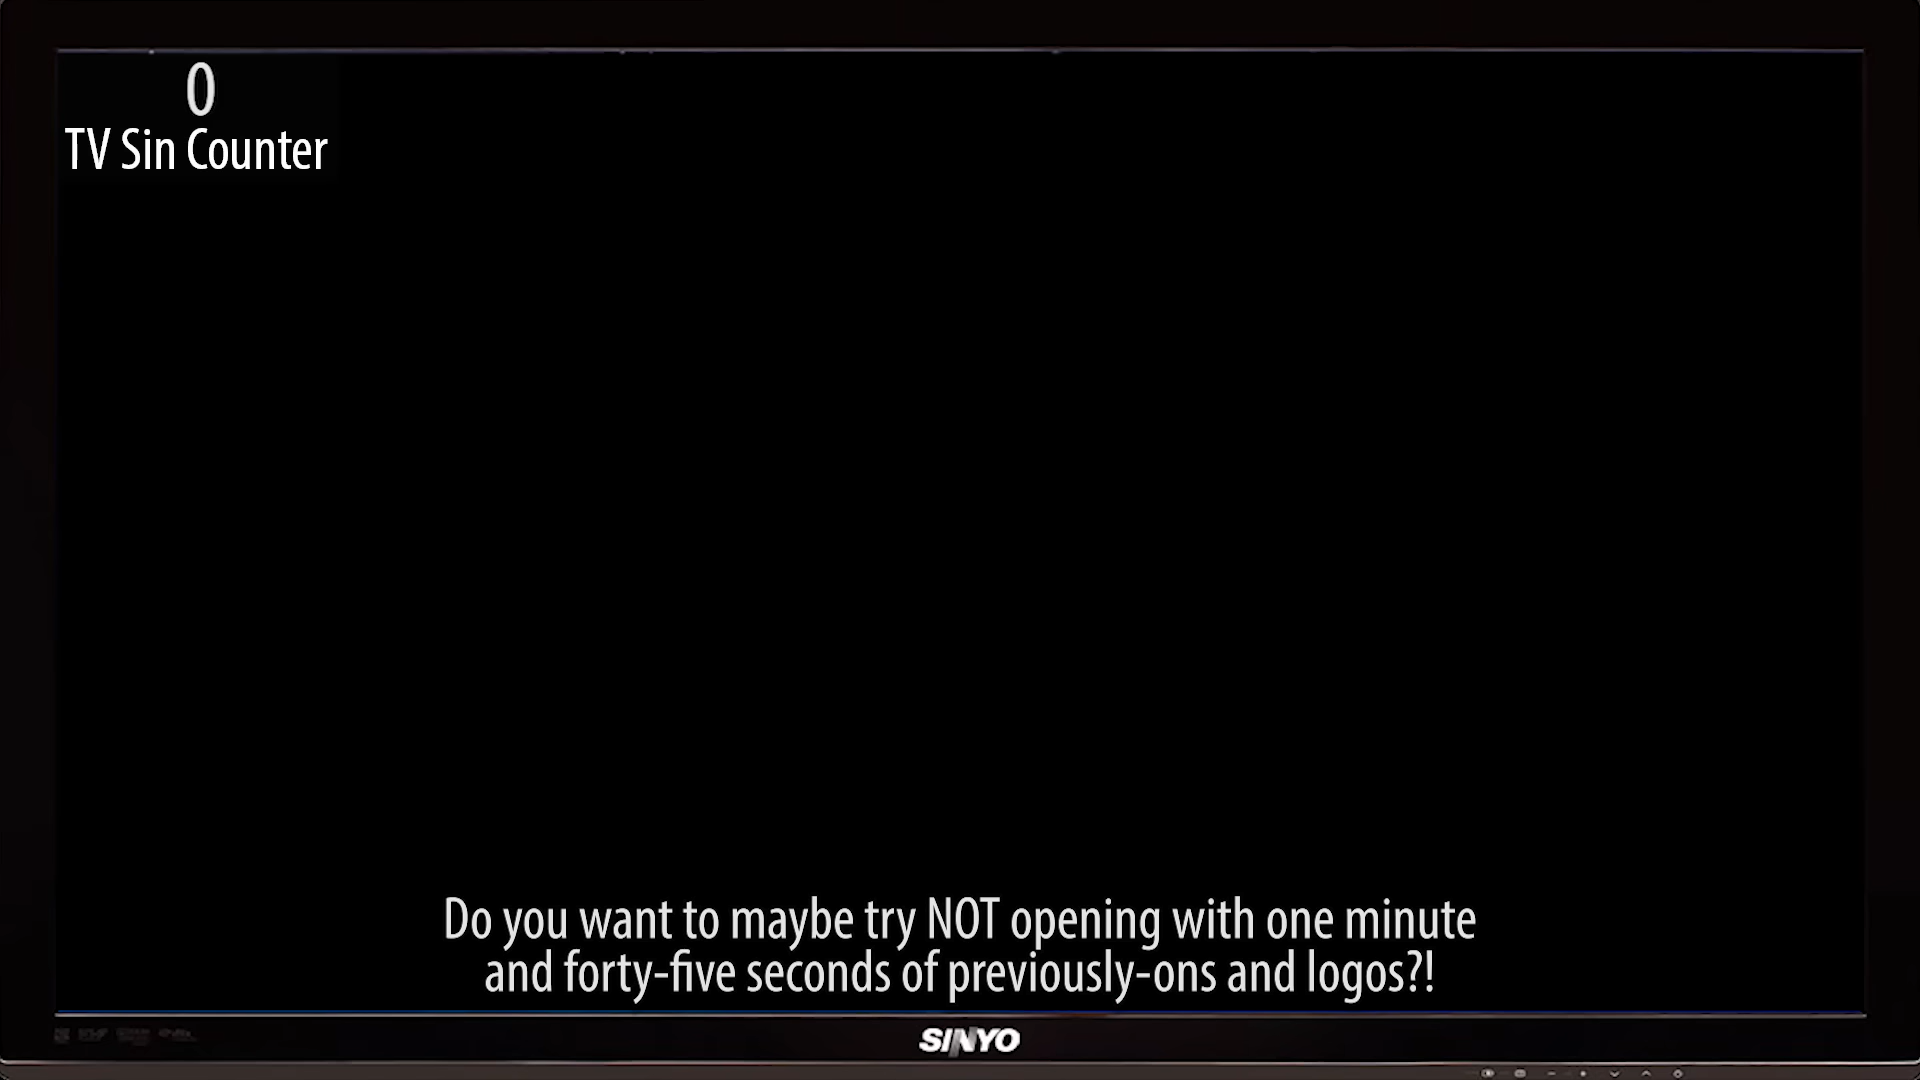 0
TV Sin Counter
Do you want to maybe try NOT opening with one minute
and forty-five seconds of previously-ons and logos?!
SINYO